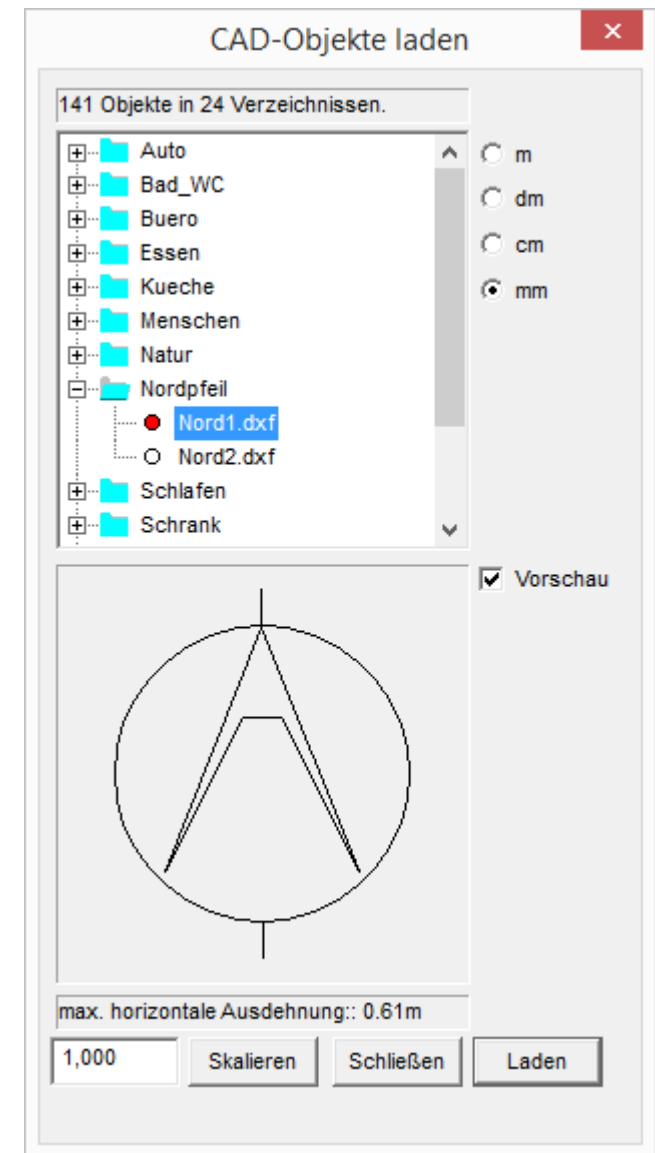 CAD-Objekte laden
141 Objekte in 24 Verzeichnissen.
Auto
Bad_WC
Buero
Essen
Kueche
Menschen
Natur
Nordpfeil
Nord1.dxf
Nord2.dxf
Schlafen
Schrank
m
dm
cm
mm
Vorschau
max. horizontale Ausdehnung:: 0.61m
1,000
Skalieren
Schließen
Laden